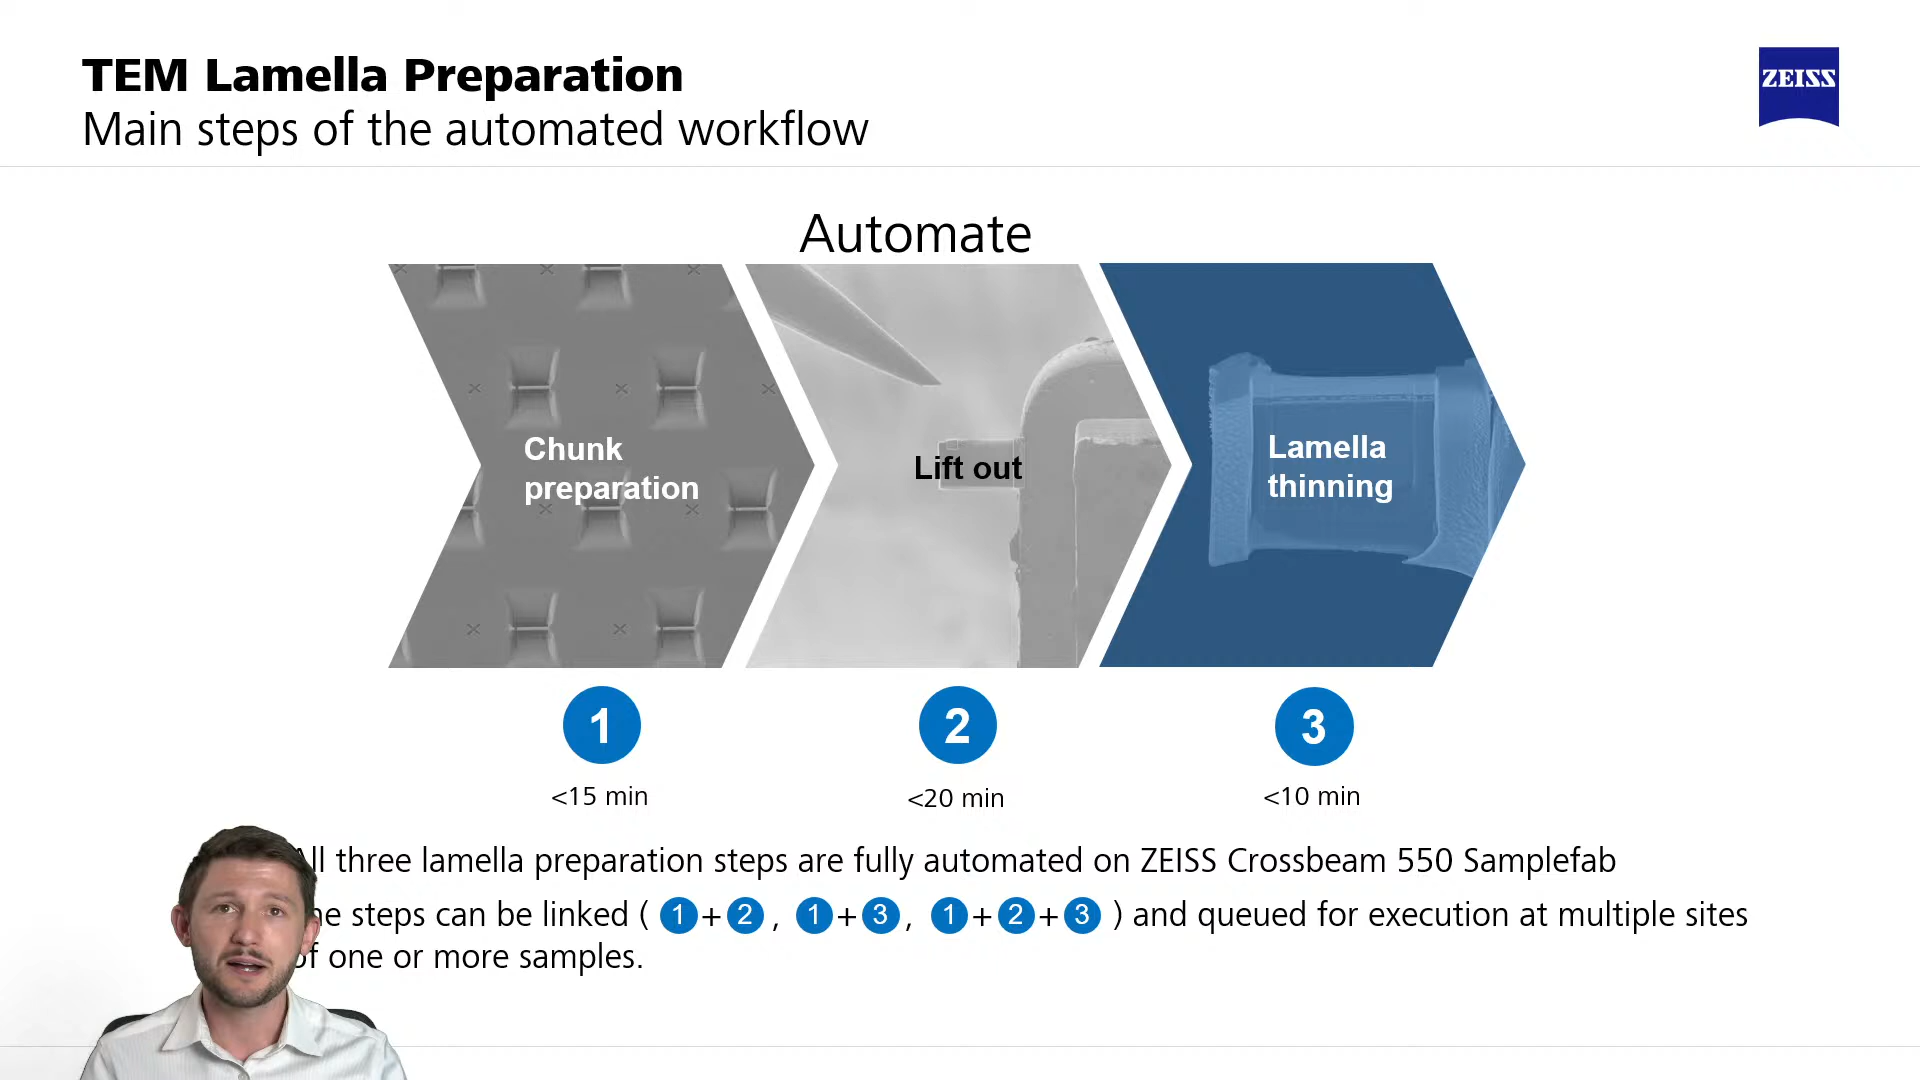 TEM Lamella Preparation
Main steps of the automated workflow
ZEISS
Automate
Chunk
preparation
Lift out
Lamella
thinning
1
2
3
<15 min
<20 min
<10 min
All three lamella preparation steps are fully automated on ZEISS Crossbeam 550 Samplefab
steps can be linked ( 1 + 2 , 1 + 3 , 1 + 2 + 3 ) and queued for execution at multiple sites
of one or more samples.